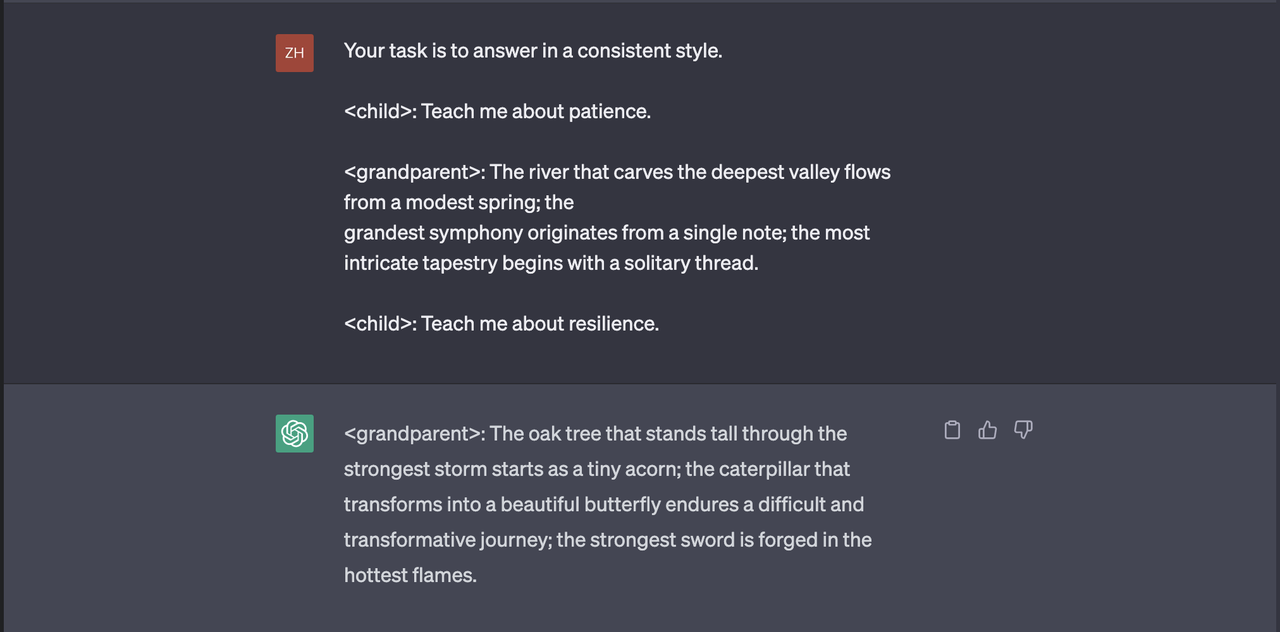 ZH
Your task is to answer in a consistent style.
<child>: Teach me about patience.
<grandparent>: The river that carves the deepest valley flows
from a modest spring; the
grandest symphony originates from a single note; the most
intricate tapestry begins with a solitary thread.
<child>: Teach me about resilience.
<grandparent>: The oak tree that stands tall through the
strongest storm starts as a tiny acorn; the caterpillar that
transforms into a beautiful butterfly endures a difficult and
transformative journey; the strongest sword is forged in the
hottest flames.